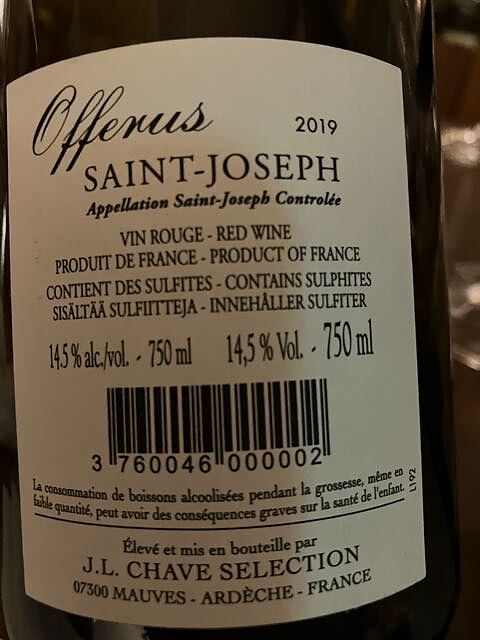 Offerus 2019
SAINT-JOSEPH
Appellation Saint-Joseph Controlée
VIN ROUGE - RED WINE
PRODUIT DE FRANCE - PRODUCT OF FRANCE
CONTIENT DES SULFITES - CONTAINS SULPHITES
SISÄLTÄÄ SULFIITTEJA - INNEHÅLLER SULFITER
14.5 % alc./vol. - 750 ml 14,5 % Vol. - 750 ml
3 760046 000002
La consommation de boissons alcoolisées pendant la grossesse, même en
faible quantité, peut avoir des conséquences graves sur la santé de l'enfant.
L192
Élevé et mis en bouteille par
J.L. CHAVE SELECTION
07300 MAUVES - ARDÈCHE - FRANCE